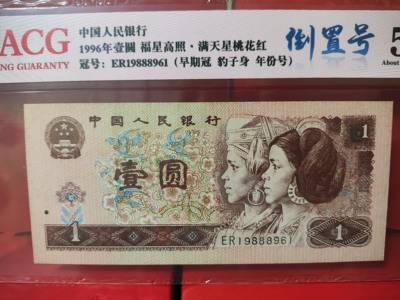 ACG
NG GUARANTY
中国人民银行
1996年壹圆 福星高照·满天星桃花红
冠号: ER19888961 (早期冠 豹子身 年份号)
倒置号
5
About
中国人民银行
1
壹圆
1
1
ER19888961